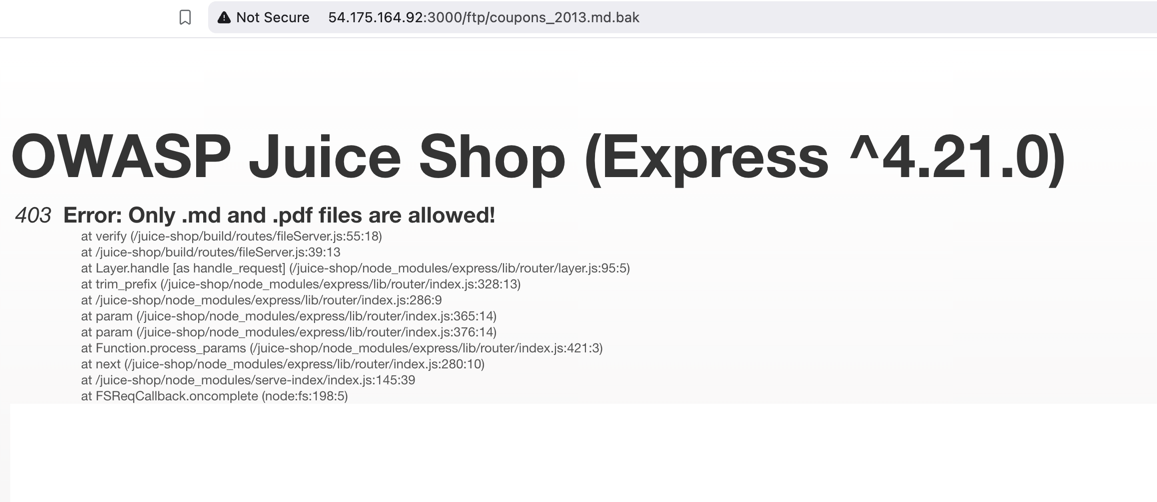 Not Secure 54.175.164.92:3000/ftp/coupons_2013.md.bak
OWASP Juice Shop (Express ^4.21.0)
403 Error: Only .md and .pdf files are allowed!
at verify (/juice-shop/build/routes/fileServer.js:55:18)
at /juice-shop/build/routes/fileServer.js:39:13
at Layer.handle [as handle_request] (/juice-shop/node_modules/express/lib/router/layer.js:95:5)
at trim_prefix (/juice-shop/node_modules/express/lib/router/index.js:328:13)
at /juice-shop/node_modules/express/lib/router/index.js:286:9
at param (/juice-shop/node_modules/express/lib/router/index.js:365:14)
at param (/juice-shop/node_modules/express/lib/router/index.js:376:14)
at Function.process_params (/juice-shop/node_modules/express/lib/router/index.js:421:3)
at next (/juice-shop/node_modules/express/lib/router/index.js:280:10)
at /juice-shop/node_modules/serve-index/index.js:145:39
at FSReqCallback.oncomplete (node:fs:198:5)